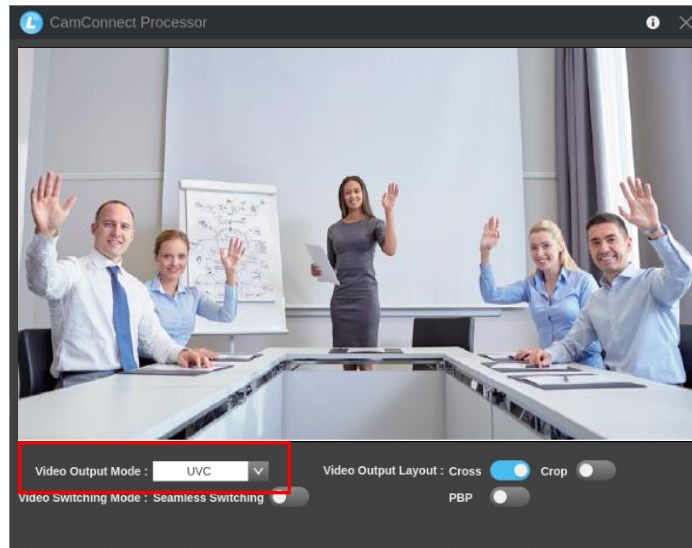 CamConnect Processor
Video Output Mode : UVC
Video Output Layout : Cross Crop
Video Switching Mode : Seamless Switching
PBP